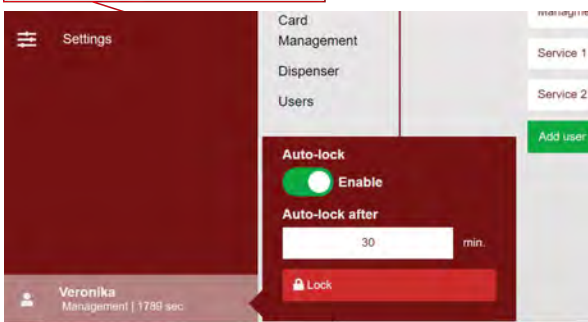 Settings
Card
Management
Dispenser
Users
Service 1
Service 2
Add user
Auto-lock
Enable
Auto-lock after
30 min.
Lock
Veronika
Management | 1789 sec.